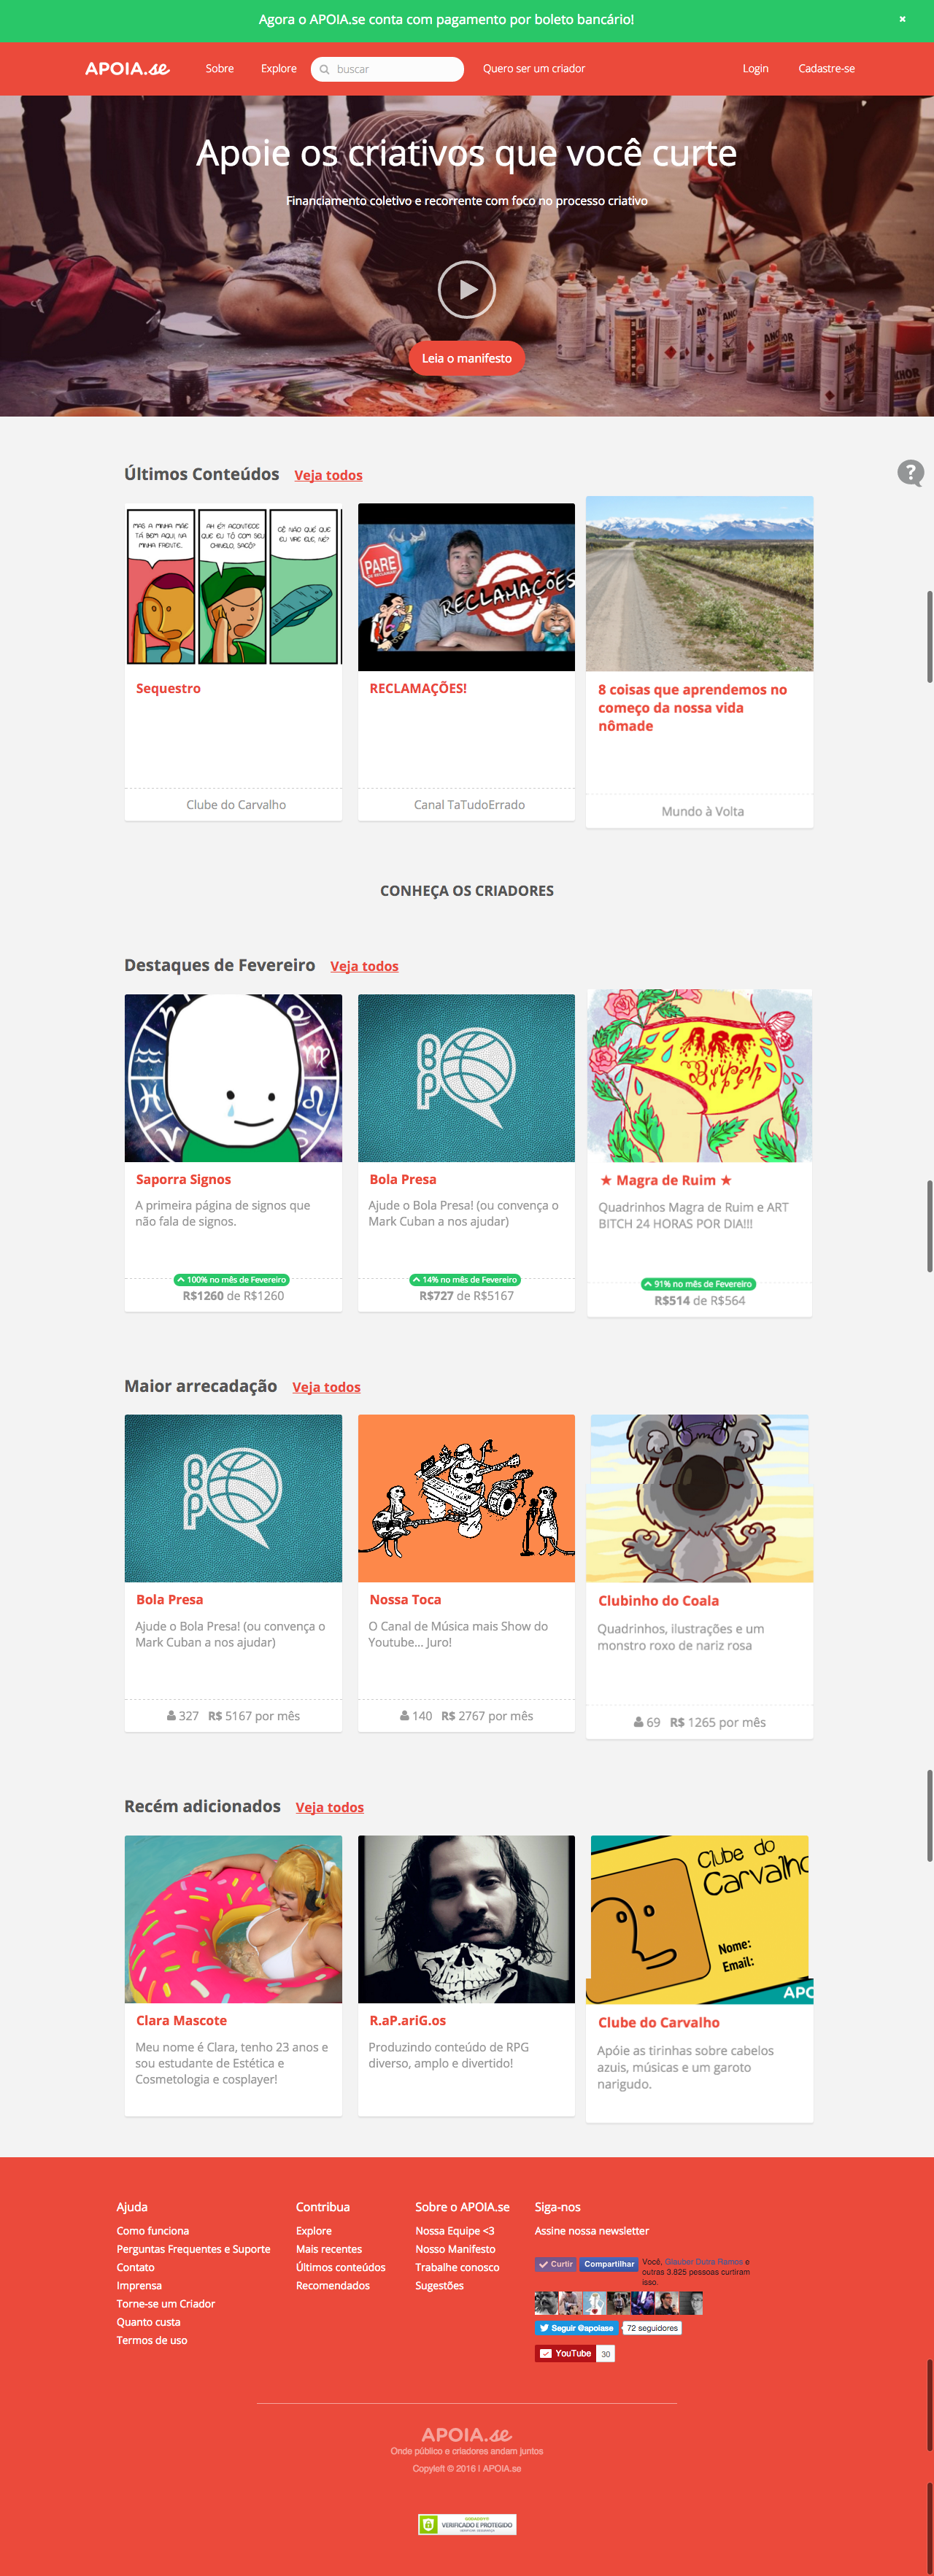 Agora o APOIA.se conta com pagamento por boleto bancário!
×
APOIA.se
Sobre
Explore
buscar
Quero ser um criador
Login
Cadastre-se
Apoie os criativos que você curte
Financiamento coletivo e recorrente com foco no processo criativo
Leia o manifesto
Últimos Conteúdos Veja todos
?
MAS A MINHA MÃE
TÁ BEM AQUI, NA
MINHA FRENTE..
AH É?! ACONTECE
QUE EU TÔ COM SEU
CHINELO, SACÔ?
CÊ NÃO QUÉ QUE
EU VIRE ELE, NÉ?
PARE
RECLAMAÇÕES
Sequestro
RECLAMAÇÕES!
8 coisas que aprendemos no
começo da nossa vida
nômade
Clube do Carvalho
Canal TaTudoErrado
Mundo à Volta
CONHEÇA OS CRIADORES
Destaques de Fevereiro Veja todos
BP
ART
Bitch
Saporra Signos
A primeira página de signos que
não fala de signos.
100% no mês de Fevereiro
R$1260 de R$1260
Bola Presa
Ajude o Bola Presa! (ou convença o
Mark Cuban a nos ajudar)
14% no mês de Fevereiro
R$727 de R$5167
★ Magra de Ruim ★
Quadrinhos Magra de Ruim e ART
BITCH 24 HORAS POR DIA!!!
91% no mês de Fevereiro
R$514 de R$564
Maior arrecadação Veja todos
BP
Bola Presa
Ajude o Bola Presa! (ou convença o
Mark Cuban a nos ajudar)
327 R$ 5167 por mês
Nossa Toca
O Canal de Música mais Show do
Youtube... Juro!
140 R$ 2767 por mês
Clubinho do Coala
Quadrinhos, ilustrações e um
monstro roxo de nariz rosa
69 R$ 1265 por mês
Recém adicionados Veja todos
Clube do
Carvalho
Nome:
Email:
APO
Clara Mascote
Meu nome é Clara, tenho 23 anos e
sou estudante de Estética e
Cosmetologia e cosplayer!
R.aP.ariG.os
Produzindo conteúdo de RPG
diverso, amplo e divertido!
Clube do Carvalho
Apóie as tirinhas sobre cabelos
azuis, músicas e um garoto
narigudo.
Ajuda
Como funciona
Perguntas Frequentes e Suporte
Contato
Imprensa
Torne-se um Criador
Quanto custa
Termos de uso
Contribua
Explore
Mais recentes
Últimos conteúdos
Recomendados
Sobre o APOIA.se
Nossa Equipe <3
Nosso Manifesto
Trabalhe conosco
Sugestões
Siga-nos
Assine nossa newsletter
Curtir
Compartilhar
Você, Glauber Dutra Ramos e
outras 3.825 pessoas curtiram
isso.
Seguir @apoiase
72 seguidores
YouTube
30
APOIA.se
Onde público e criadores andam juntos
Copyleft © 2016 | APOIA.se
VERIFICADO E PROTEGIDO